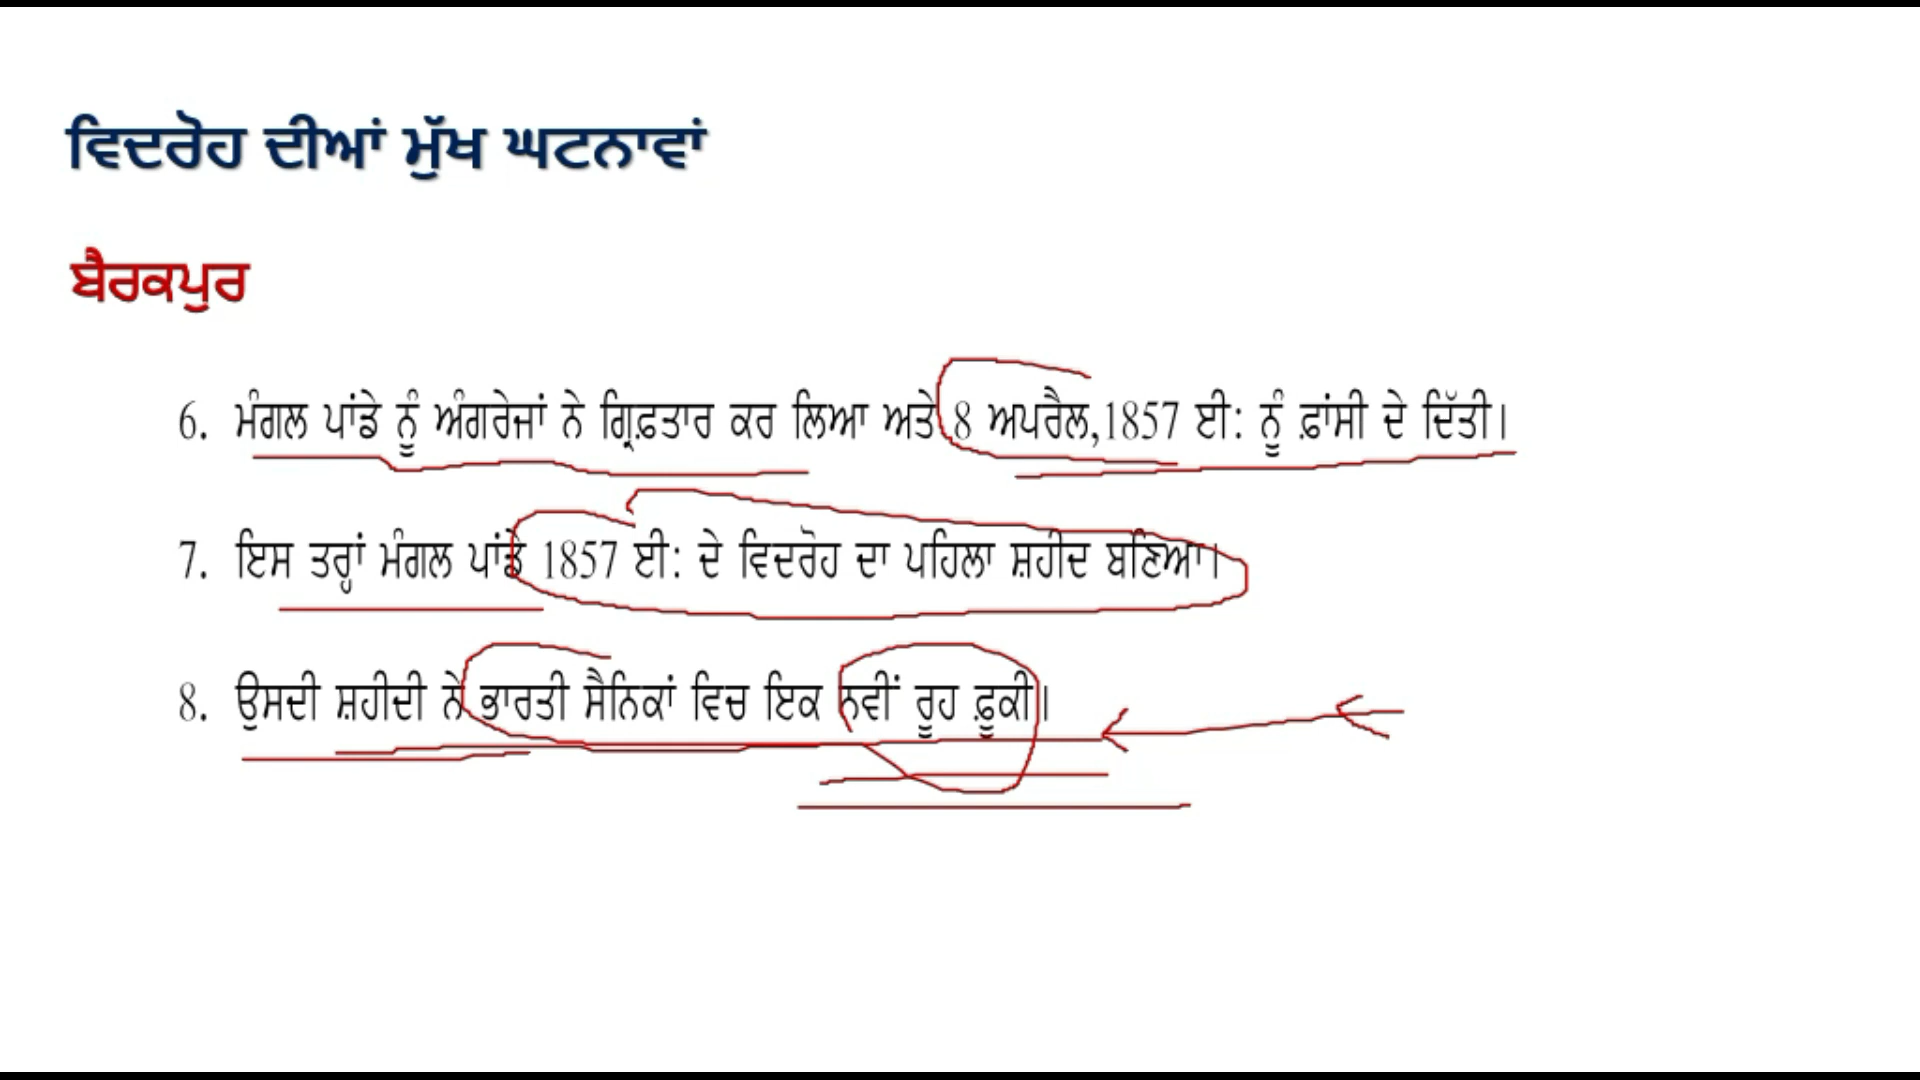 ਵਿਦਰੋਹ ਦੀਆਂ ਮੁੱਖ ਘਟਨਾਵਾਂ
ਬੈਰਕਪੁਰ
6. ਮੰਗਲ ਪਾਂਡੇ ਨੂੰ ਅੰਗਰੇਜਾਂ ਨੇ ਗ੍ਰਿਫ਼ਤਾਰ ਕਰ ਲਿਆ ਅਤੇ 8 ਅਪਰੈਲ,1857 ਈ: ਨੂੰ ਫ਼ਾਂਸੀ ਦੇ ਦਿੱਤੀ।
7. ਇਸ ਤਰ੍ਹਾਂ ਮੰਗਲ ਪਾਂਡੇ 1857 ਈ: ਦੇ ਵਿਦਰੋਹ ਦਾ ਪਹਿਲਾ ਸ਼ਹੀਦ ਬਣਿਆ।
8. ਉਸਦੀ ਸ਼ਹੀਦੀ ਨੇ ਭਾਰਤੀ ਸੈਨਿਕਾਂ ਵਿਚ ਇਕ ਨਵੀਂ ਰੂਹ ਫ਼ੂਕੀ।